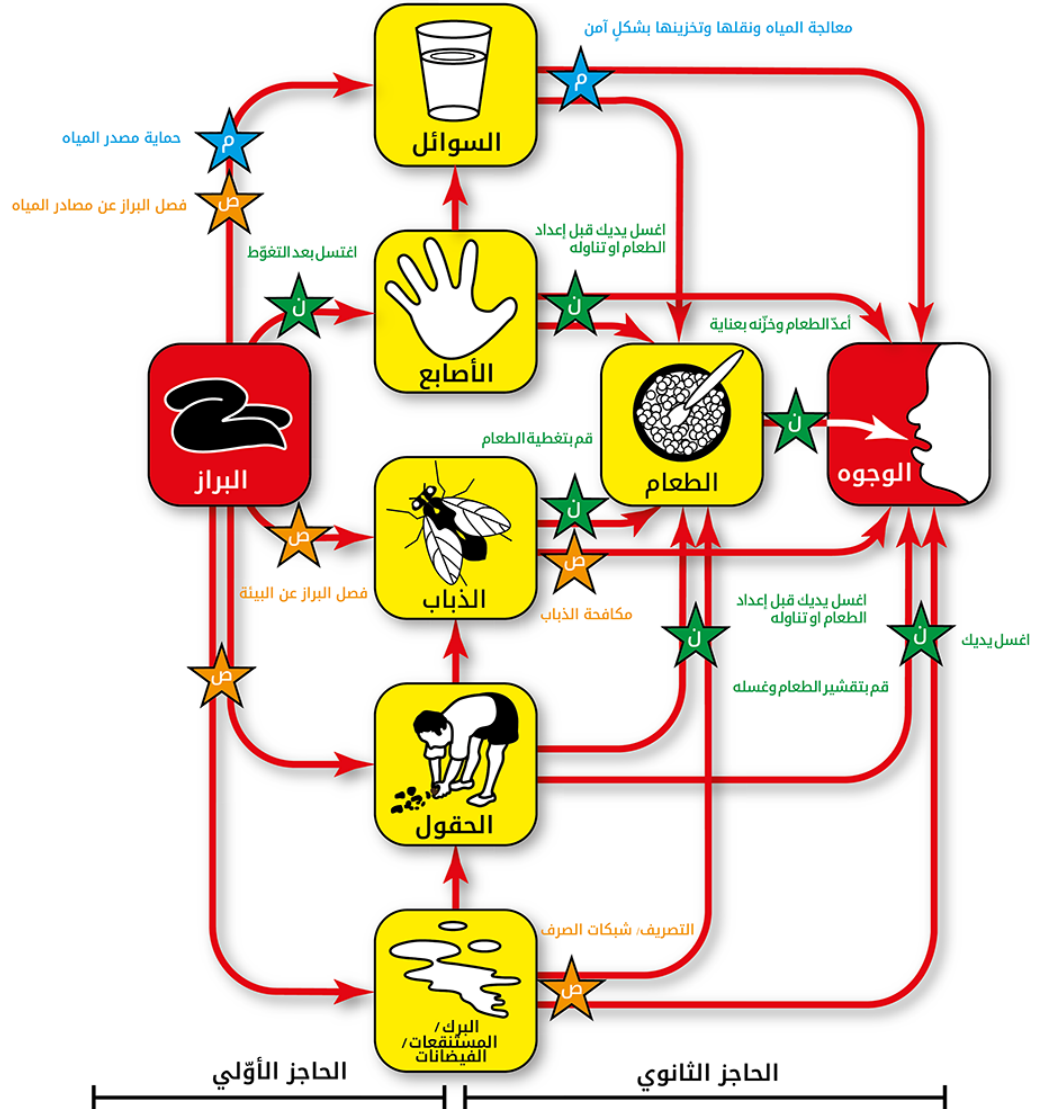 معالجة المياه ونقلها وتخزينها بشكلٍ آمن
م
السوائل
م
حماية مصدر المياه
ص
فصل البراز عن مصادر المياه
اغسل يديك قبل إعداد
الطعام او تناوله
اغتسل بعد التغوّط
ن
ن
الأصابع
أعدّ الطعام وخزّنه بعناية
ن
الوجوه
الطعام
البراز
قم بتغطية الطعام
ن
ص
ص
الذباب
فصل البراز عن البيئة
مكافحة الذباب
اغسل يديك قبل إعداد
الطعام او تناوله
ن
ن
اغسل يديك
قم بتقشير الطعام وغسله
ص
الحقول
التصريف/ شبكات الصرف
ص
البرك/
المستنقعات/
الفيضانات
الحاجز الثانوي
الحاجز الأوّلي